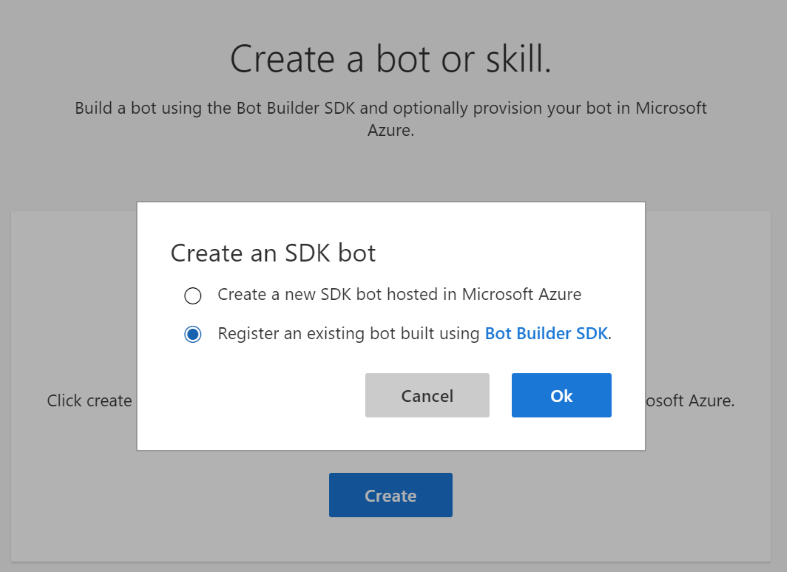 Create a bot or skill.
Build a bot using the Bot Builder SDK and optionally provision your bot in Microsoft
Azure.
Create an SDK bot
Create a new SDK bot hosted in Microsoft Azure
Register an existing bot built using Bot Builder SDK.
Cancel
Ok
Click create
osoft Azure.
Create